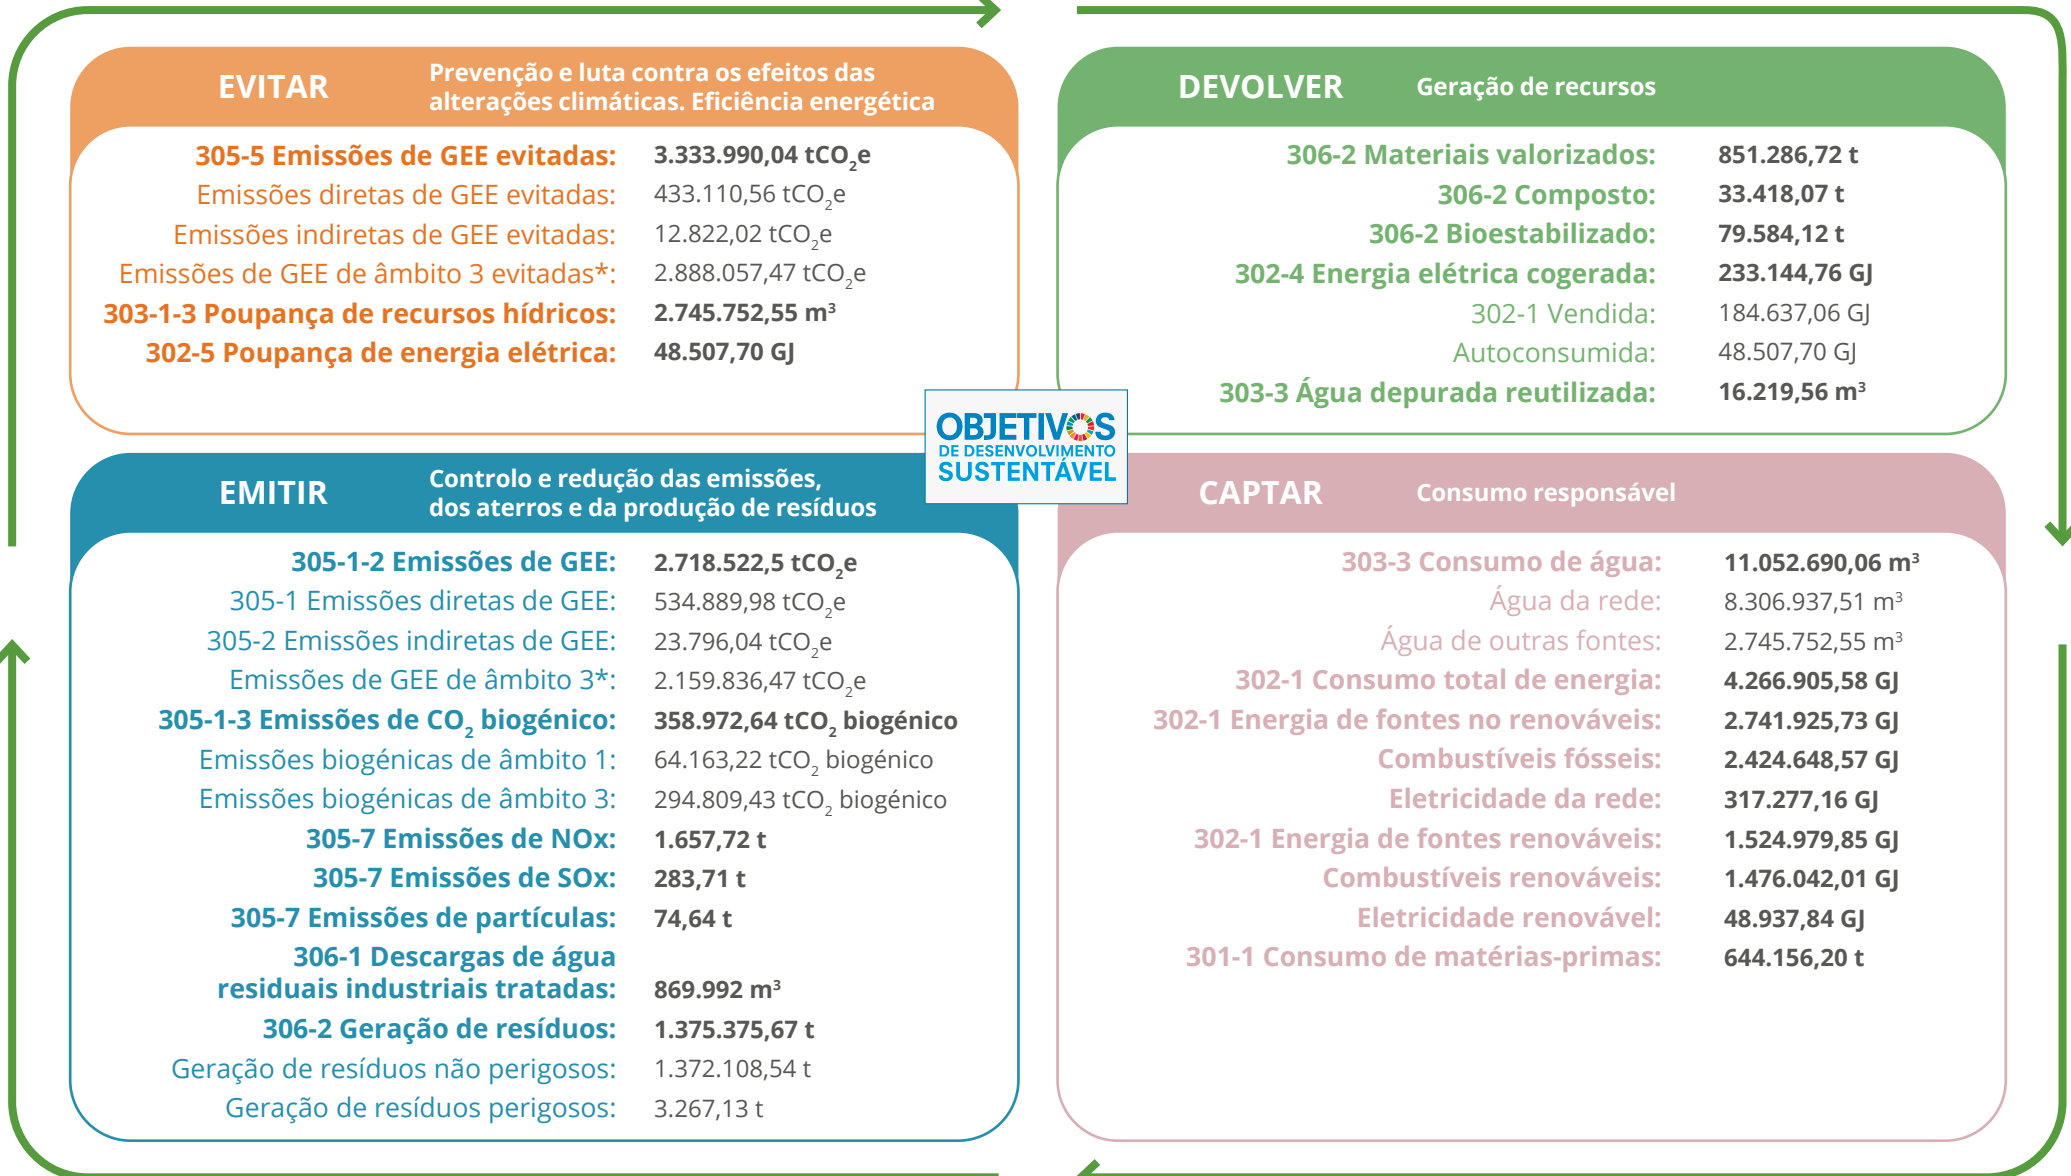 EVITAR
Prevenção e luta contra os efeitos das
alterações climáticas. Eficiência energética
305-5 Emissões de GEE evitadas: 3.333.990,04 tCO₂e
Emissões diretas de GEE evitadas: 433.110,56 tCO₂e
Emissões indiretas de GEE evitadas: 12.822,02 tCO₂e
Emissões de GEE de âmbito 3 evitadas*: 2.888.057,47 tCO₂e
303-1-3 Poupança de recursos hídricos: 2.745.752,55 m³
302-5 Poupança de energia elétrica: 48.507,70 GJ
DEVOLVER
Geração de recursos
306-2 Materiais valorizados: 851.286,72 t
306-2 Composto: 33.418,07 t
306-2 Bioestabilizado: 79.584,12 t
302-4 Energia elétrica cogerada: 233.144,76 GJ
302-1 Vendida: 184.637,06 GJ
Autoconsumida: 48.507,70 GJ
303-3 Água depurada reutilizada: 16.219,56 m³
OBJETIVOS
DE DESENVOLVIMENTO
SUSTENTÁVEL
EMITIR
Controlo e redução das emissões,
dos aterros e da produção de resíduos
305-1-2 Emissões de GEE: 2.718.522,5 tCO₂e
305-1 Emissões diretas de GEE: 534.889,98 tCO₂e
305-2 Emissões indiretas de GEE: 23.796,04 tCO₂e
Emissões de GEE de âmbito 3*: 2.159.836,47 tCO₂e
305-1-3 Emissões de CO₂ biogénico: 358.972,64 tCO₂ biogénico
Emissões biogénicas de âmbito 1: 64.163,22 tCO₂ biogénico
Emissões biogénicas de âmbito 3: 294.809,43 tCO₂ biogénico
305-7 Emissões de NOx: 1.657,72 t
305-7 Emissões de SOx: 283,71 t
305-7 Emissões de partículas: 74,64 t
306-1 Descargas de água
residuais industriais tratadas: 869.992 m³
306-2 Geração de resíduos: 1.375.375,67 t
Geração de resíduos não perigosos: 1.372.108,54 t
Geração de resíduos perigosos: 3.267,13 t
CAPTAR
Consumo responsável
303-3 Consumo de água: 11.052.690,06 m³
Água da rede: 8.306.937,51 m³
Água de outras fontes: 2.745.752,55 m³
302-1 Consumo total de energia: 4.266.905,58 GJ
302-1 Energia de fontes no renováveis: 2.741.925,73 GJ
Combustíveis fósseis: 2.424.648,57 GJ
Eletricidade da rede: 317.277,16 GJ
302-1 Energia de fontes renováveis: 1.524.979,85 GJ
Combustíveis renováveis: 1.476.042,01 GJ
Eletricidade renovável: 48.937,84 GJ
301-1 Consumo de matérias-primas: 644.156,20 t